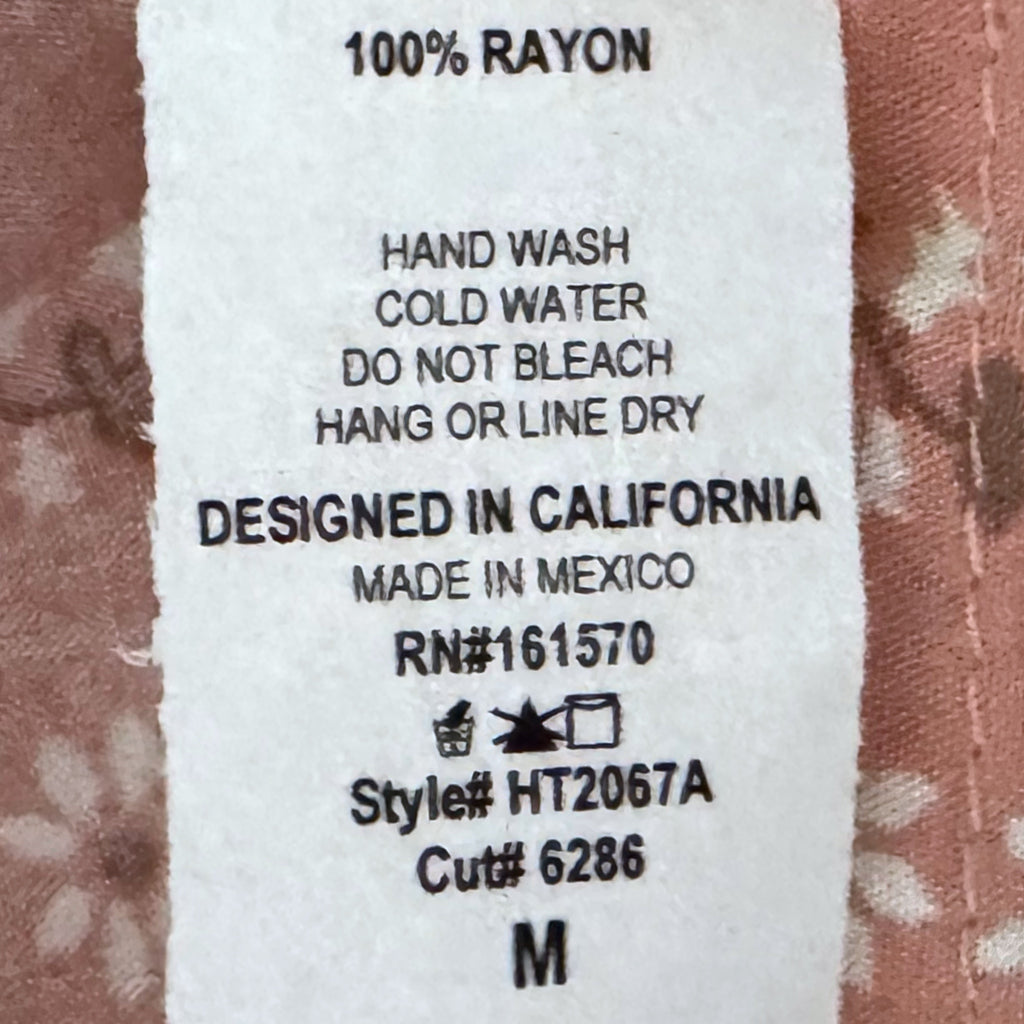 100% RAYON
HAND WASH
COLD WATER
DO NOT BLEACH
HANG OR LINE DRY
DESIGNED IN CALIFORNIA
MADE IN MEXICO
RN#161570
Style# HT2067A
Cut# 6286
M